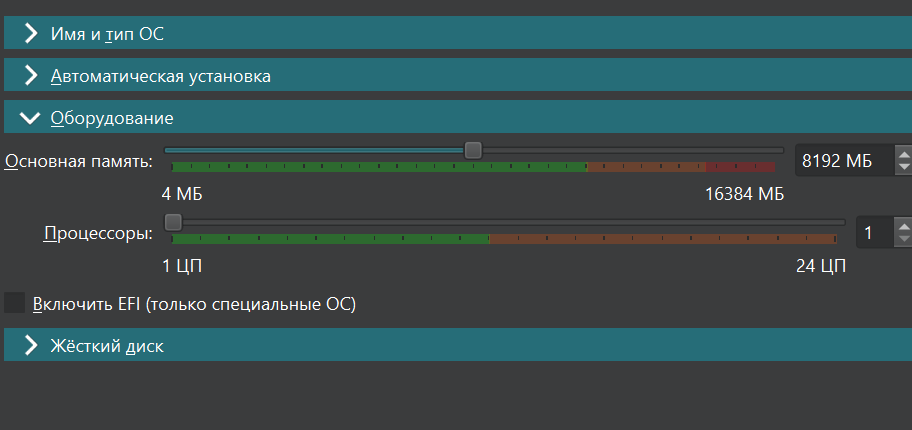 Имя и тип ОС
Автоматическая установка
Оборудование
Основная память: 8192 МБ
4 МБ 16384 МБ
Процессоры: 1
1 ЦП 24 ЦП
Включить EFI (только специальные ОС)
Жёсткий диск